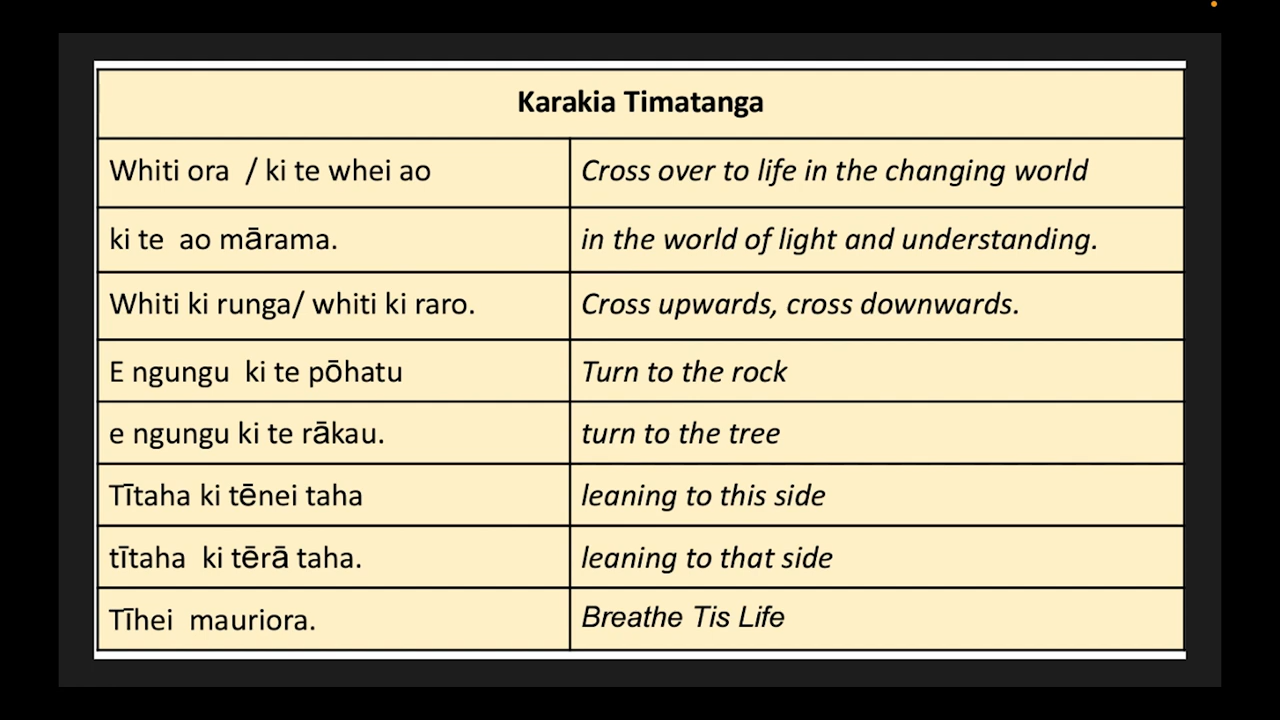 Karakia Timatanga
Whiti ora / ki te whei ao
Cross over to life in the changing world
ki te ao mārama.
in the world of light and understanding.
Whiti ki runga/ whiti ki raro.
Cross upwards, cross downwards.
E ngungu ki te pōhatu
Turn to the rock
e ngungu ki te rākau.
turn to the tree
Tītaha ki tēnei taha
leaning to this side
tītaha ki tērā taha.
leaning to that side
Tīhei mauriora.
Breathe Tis Life